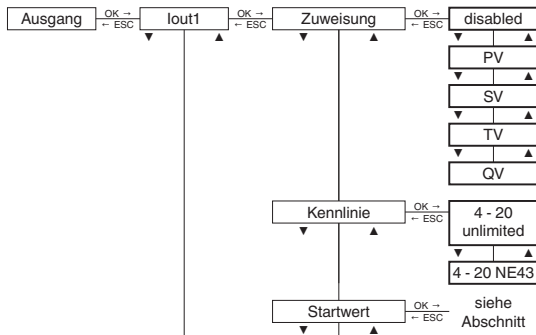 Ausgang
OK →
← ESC
Iout1
OK →
← ESC
Zuweisung
OK →
← ESC
disabled
PV
SV
TV
QV
Kennlinie
OK →
← ESC
4 - 20
unlimited
4 - 20 NE43
Startwert
OK →
← ESC
siehe
Abschnitt